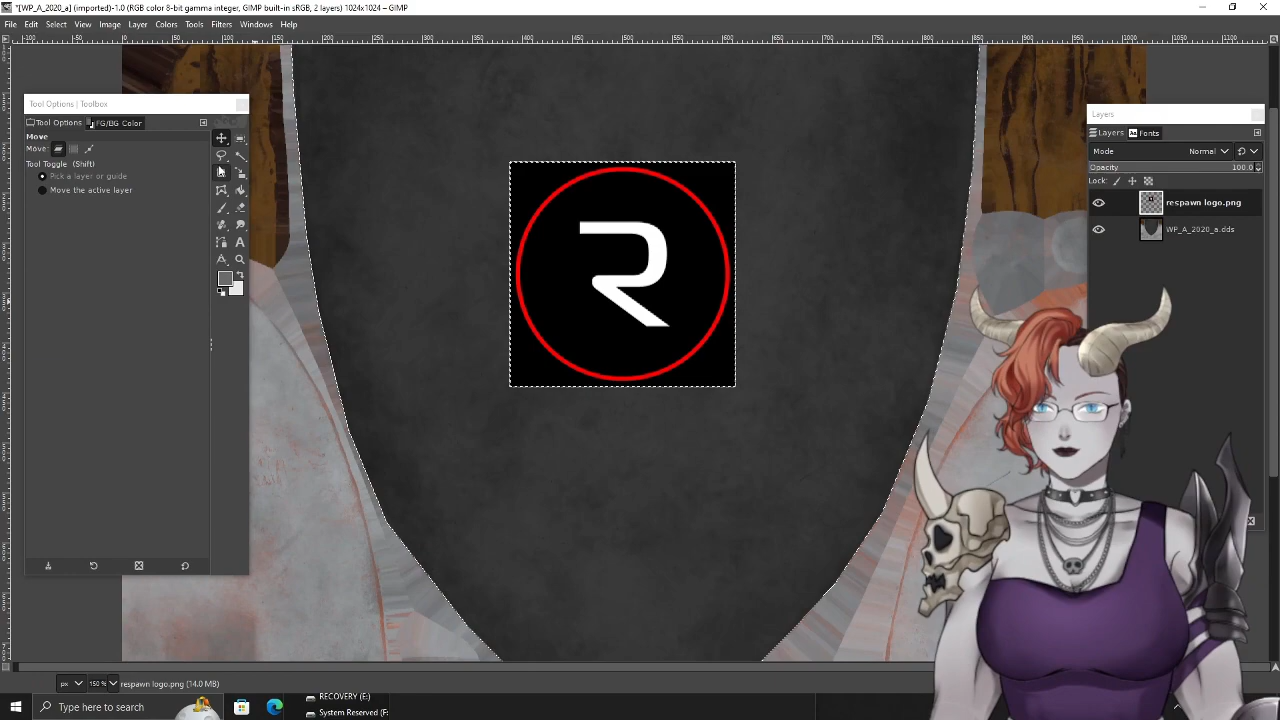 *[WP_A_2020_a] (imported)-1.0 (RGB color 8-bit gamma integer, GIMP built-in sRGB, 2 layers) 1024x1024 – GIMP
File Edit Select View Image Layer Colors Tools Filters Windows Help
Tool Options | Toolbox
Tool Options FG/BG Color
Move
Move:
Tool Toggle (Shift)
Pick a layer or guide
Move the active layer
R
Layers
Layers Aa Fonts
Mode Normal
Opacity 100.0
Lock:
respawn logo.png
WP_A_2020_a.dds
px 150 % respawn logo.png (14.0 MB)
Type here to search
RECOVERY (E:)
System Reserved (F: